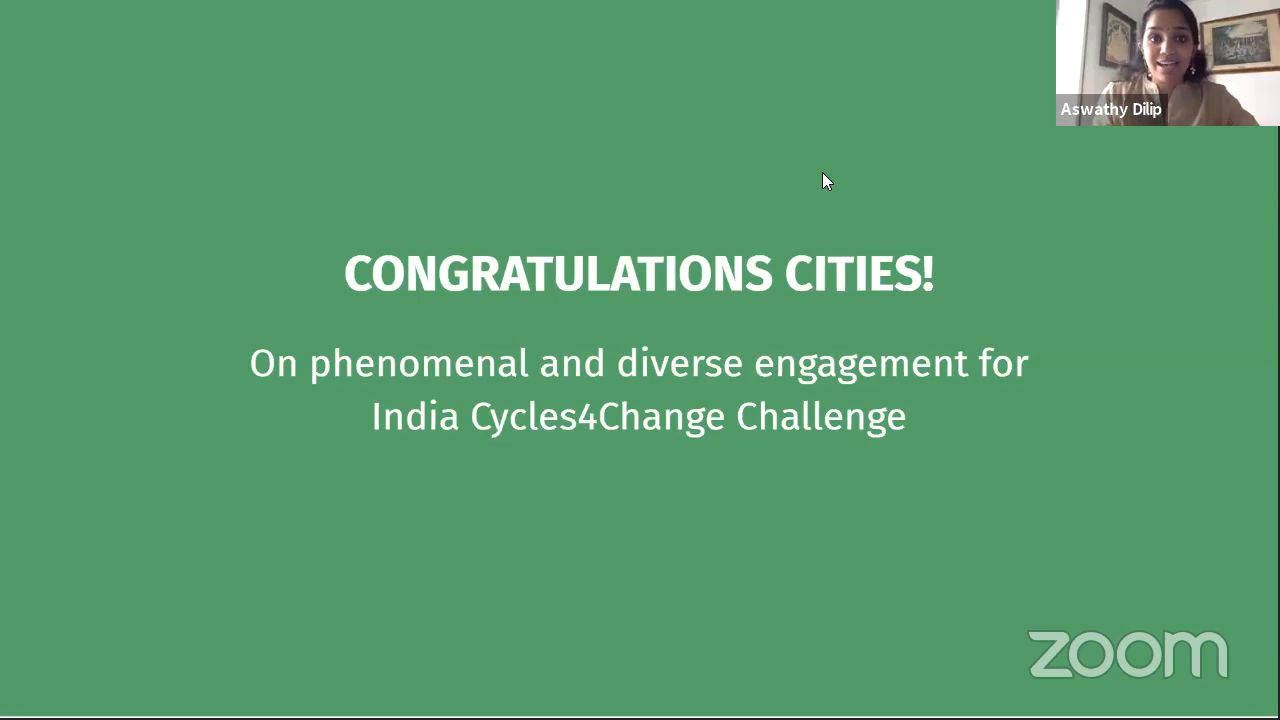 Aswathy Dilip
CONGRATULATIONS CITIES!
On phenomenal and diverse engagement for
India Cycles4Change Challenge
zoom